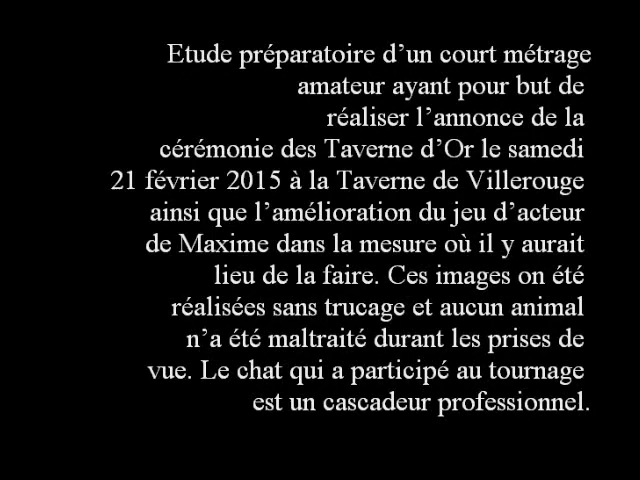 Etude préparatoire d’un court métrage
amateur ayant pour but de
réaliser l’annonce de la
cérémonie des Taverne d’Or le samedi
21 février 2015 à la Taverne de Villerouge
ainsi que l’amélioration du jeu d’acteur
de Maxime dans la mesure où il y aurait
lieu de la faire. Ces images on été
réalisées sans trucage et aucun animal
n’a été maltraité durant les prises de
vue. Le chat qui a participé au tournage
est un cascadeur professionnel.